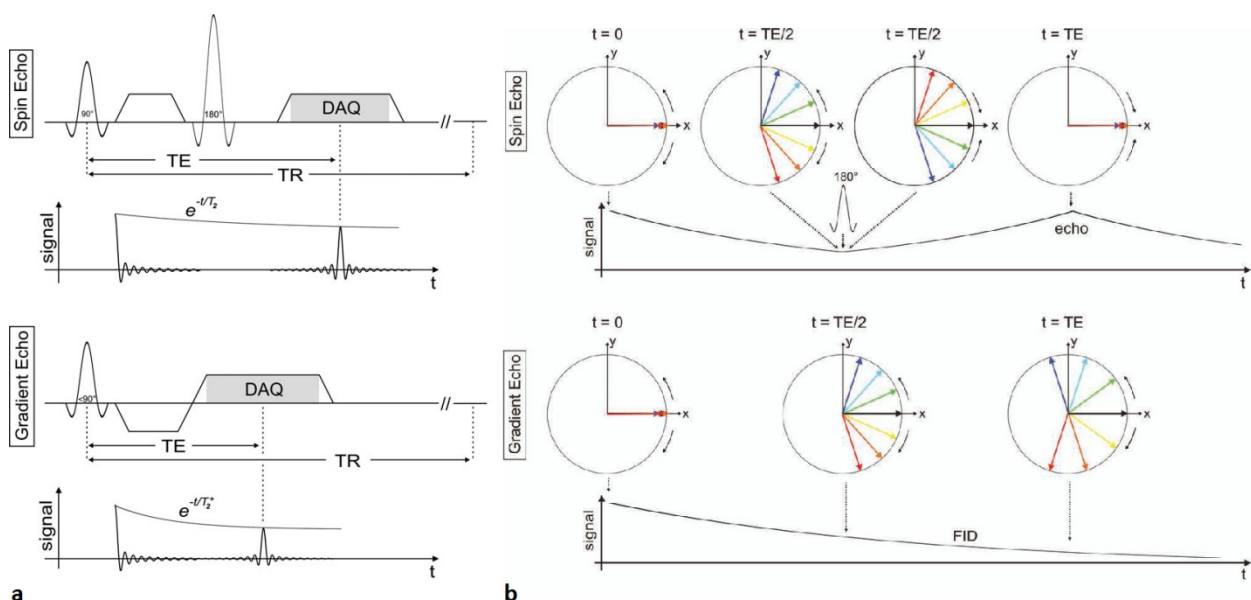 Spin Echo
90°
180°
DAQ
//
TE
TR
signal
e^-t/T₂
t
Gradient Echo
<90°
DAQ
//
TE
TR
signal
e^-t/T₂*
t
a
Spin Echo
t = 0
t = TE/2
t = TE/2
t = TE
y
y
y
y
x
x
x
x
180°
signal
echo
t
Gradient Echo
t = 0
t = TE/2
t = TE
y
y
y
x
x
x
signal
FID
t
b